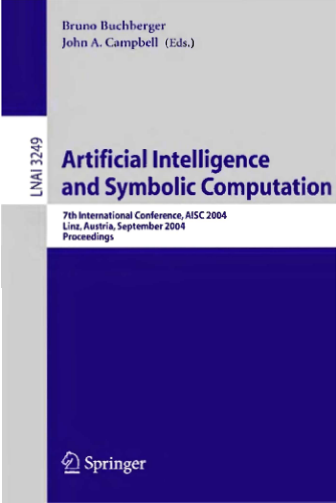 Bruno Buchberger
John A. Campbell (Eds.)
LNAI 3249
Artificial Intelligence
and Symbolic Computation
7th International Conference, AISC 2004
Linz, Austria, September 2004
Proceedings
Springer